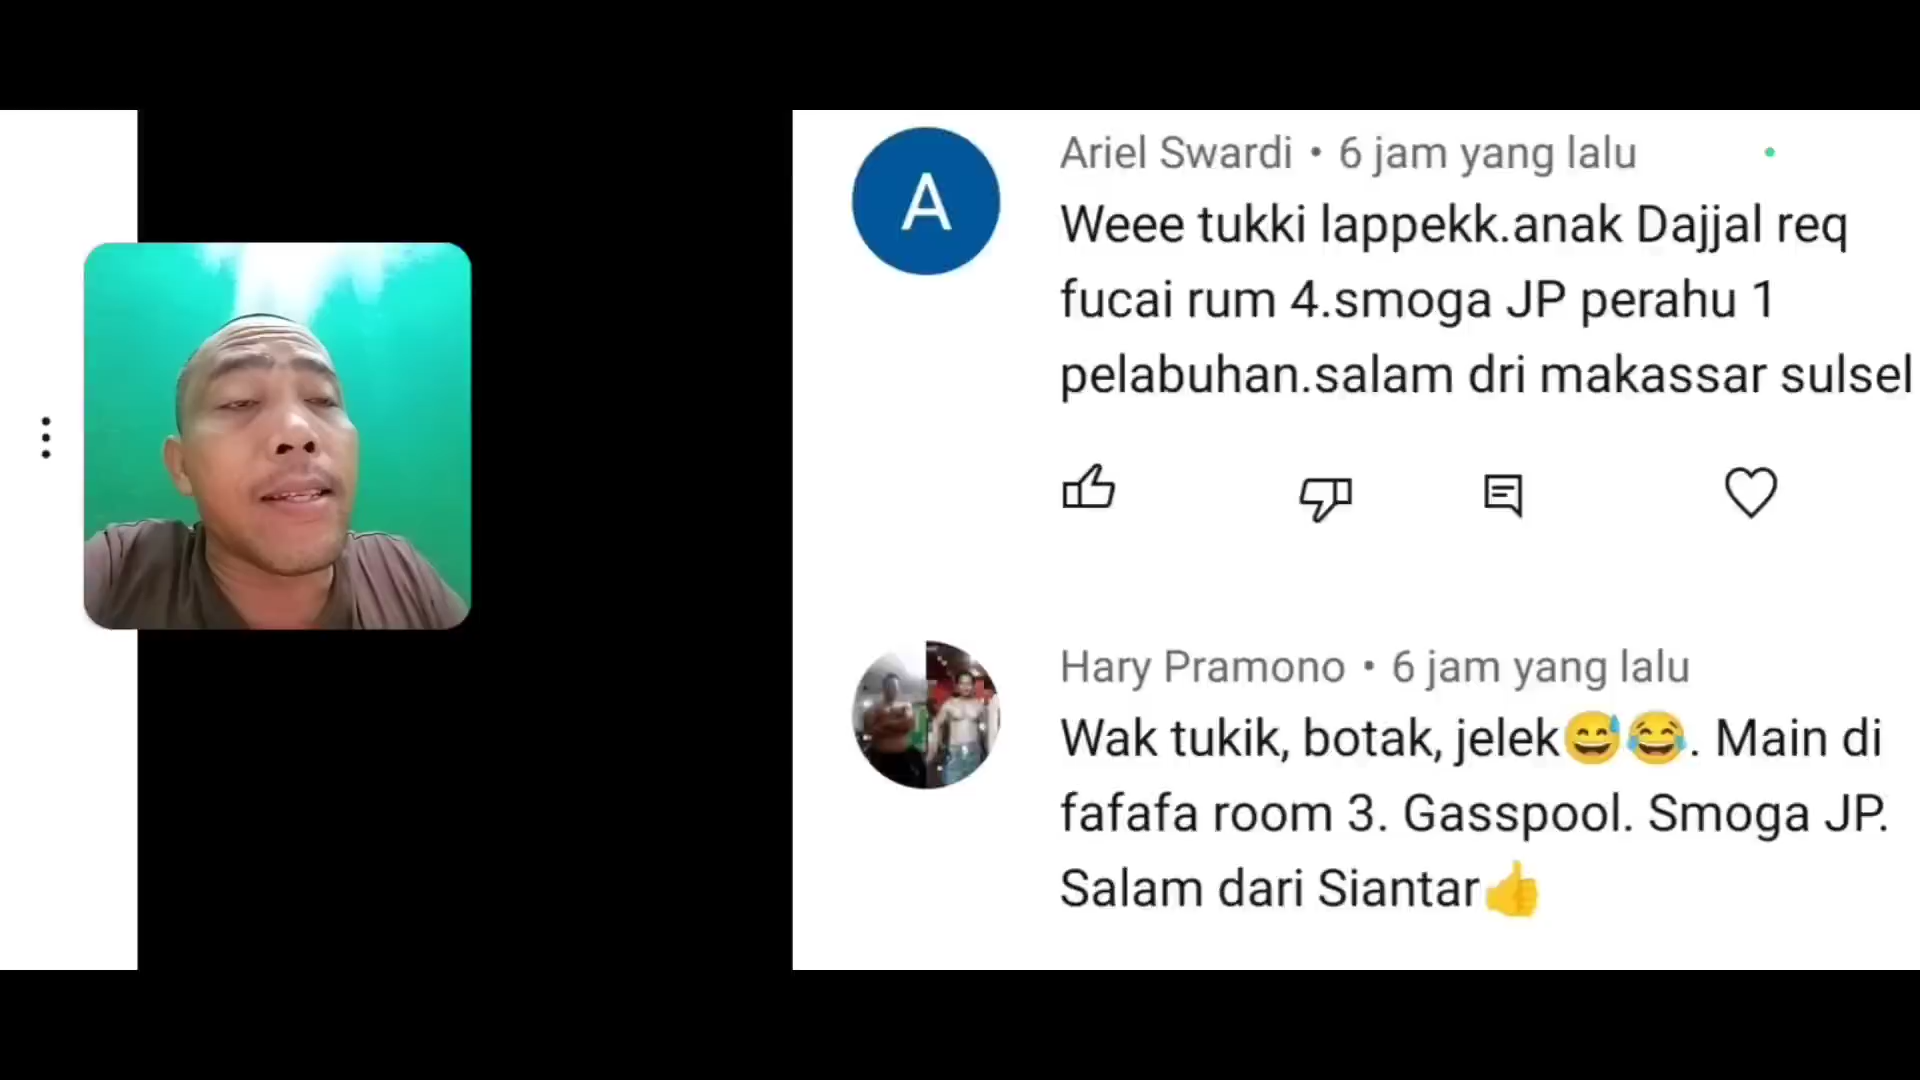 A
Ariel Swardi • 6 jam yang lalu
Weee tukki lappekk.anak Dajjal req
fucai rum 4.smoga JP perahu 1
pelabuhan.salam dri makassar sulsel
Hary Pramono • 6 jam yang lalu
Wak tukik, botak, jelek😅😂. Main di
fafafa room 3. Gasspool. Smoga JP.
Salam dari Siantar👍